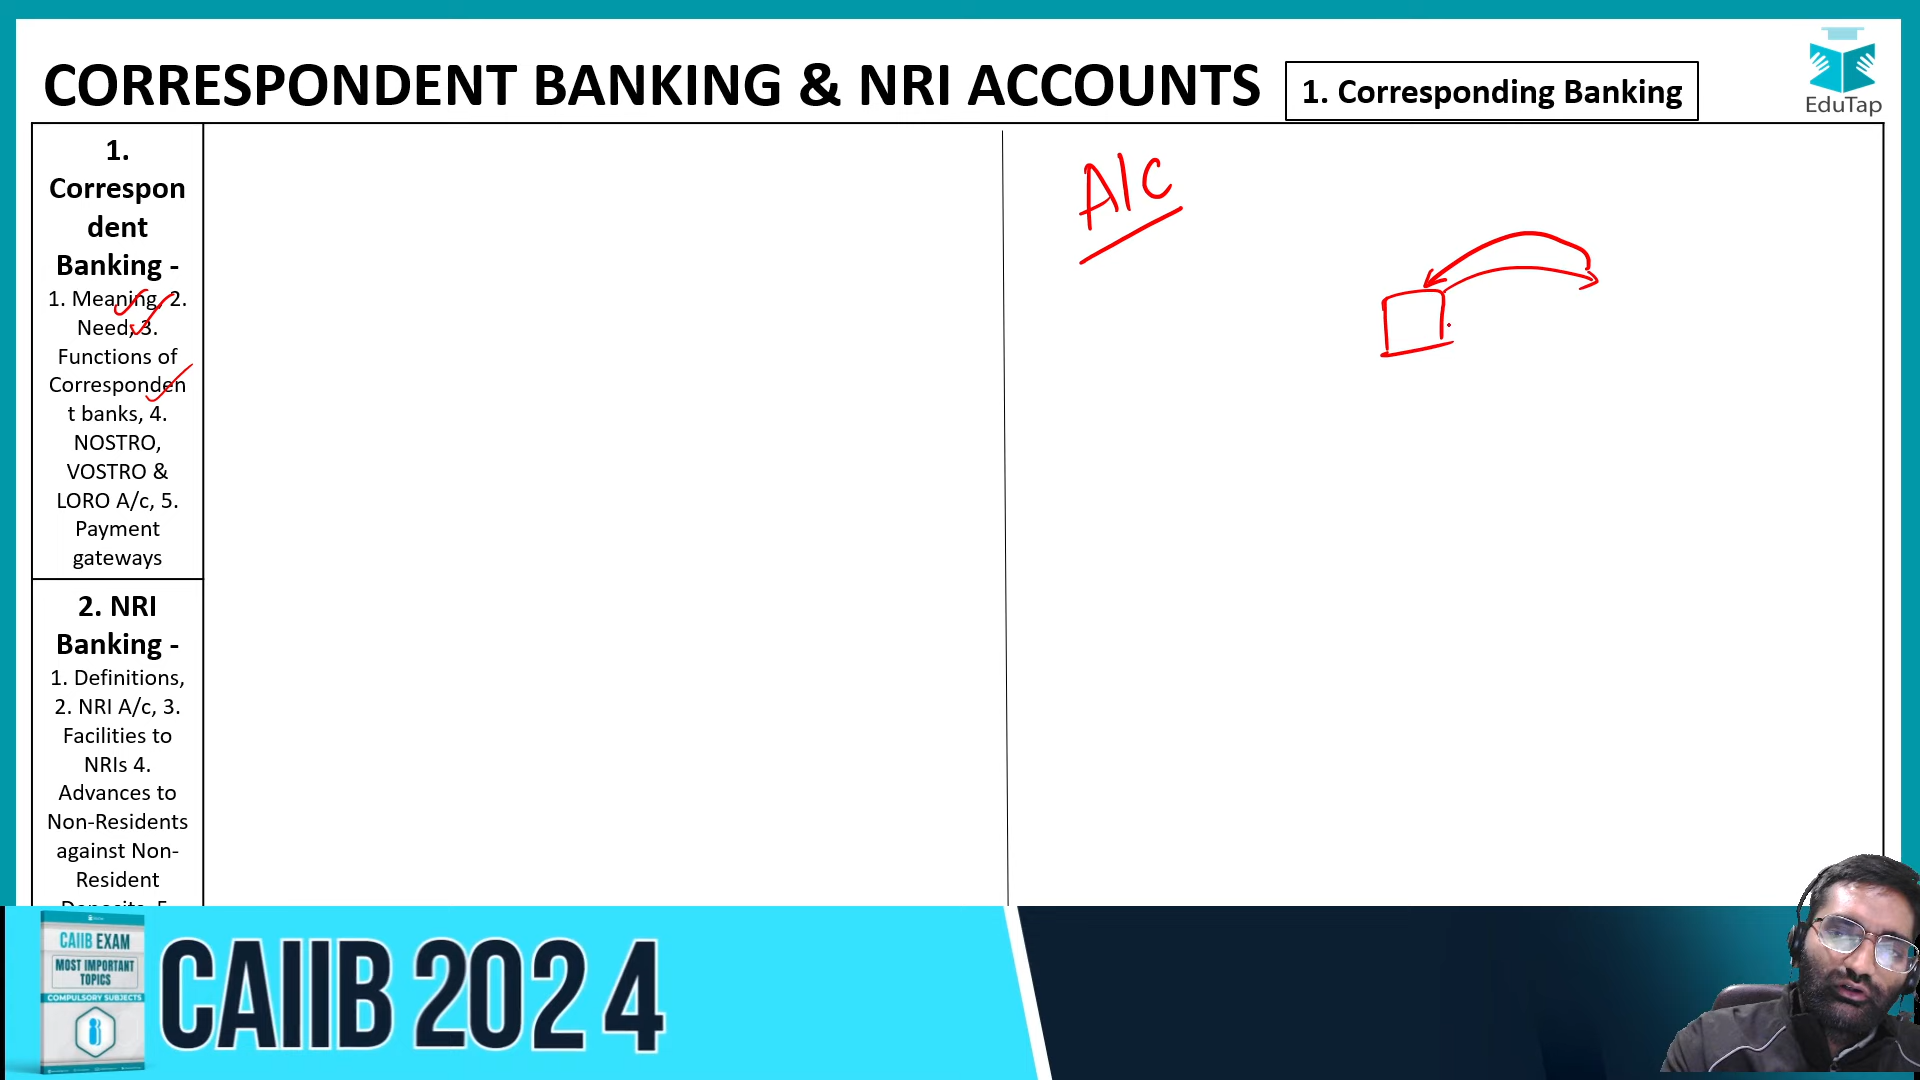 CORRESPONDENT BANKING & NRI ACCOUNTS
1. Corresponding Banking
EduTap
1.
Correspon
dent
Banking -
1. Meaning, 2.
Need, 3.
Functions of
Corresponden
t banks, 4.
NOSTRO,
VOSTRO &
LORO A/c, 5.
Payment
gateways
2. NRI
Banking -
1. Definitions,
2. NRI A/c, 3.
Facilities to
NRIs 4.
Advances to
Non-Residents
against Non-
Resident
Deposits, 5.
A/C
CAIIB EXAM
MOST IMPORTANT
TOPICS
COMPULSORY SUBJECTS
CAIIB 2024